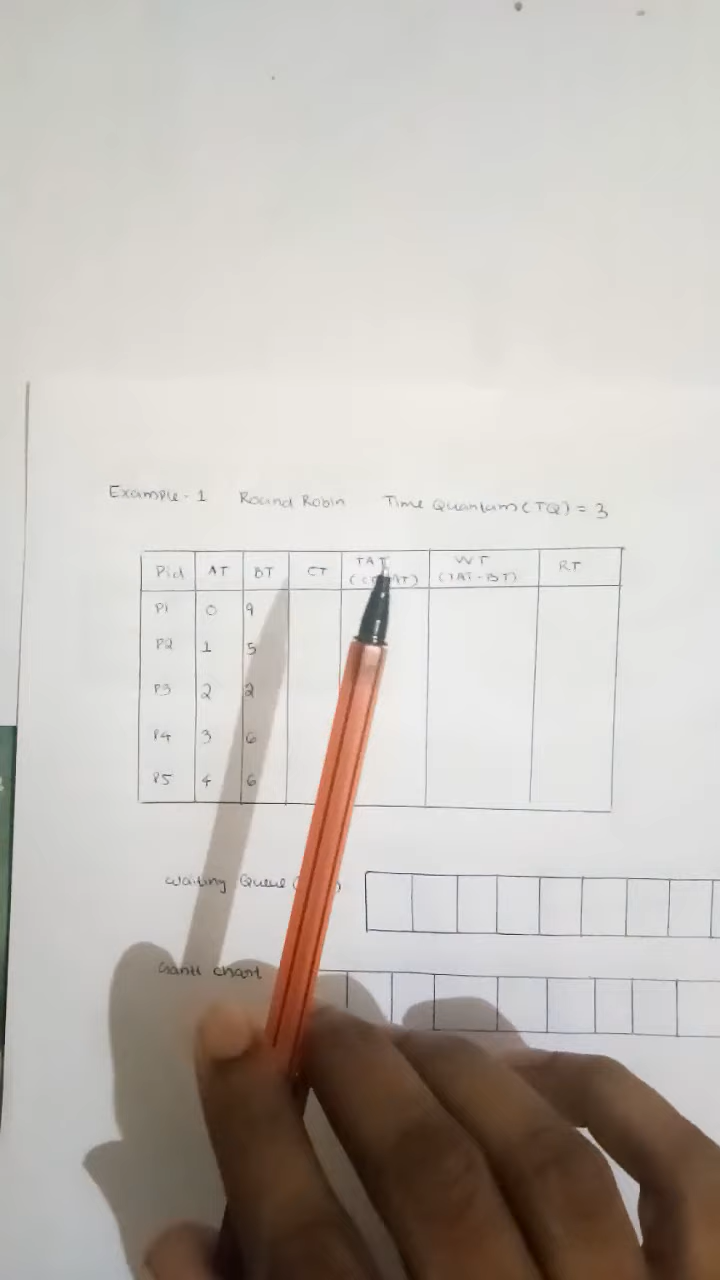 Example - 1 Round Robin Time Quantam (TQ) = 3
Pid AT BT CT TAT WT RT
(TAT - BT)
P1 0 9
P2 1 5
P3 2 2
P4 3 6
P5 4 6
Waiting Queue
Gantt chart